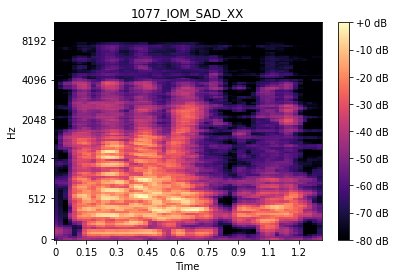 1077_IOM_SAD_XX
+0 dB
8192
-10 dB
4096
-20 dB
-30 dB
2048
Hz
-40 dB
1024
-50 dB
512
-60 dB
-70 dB
0
-80 dB
0 0.15 0.3 0.45 0.6 0.75 0.9 1.1 1.2
Time